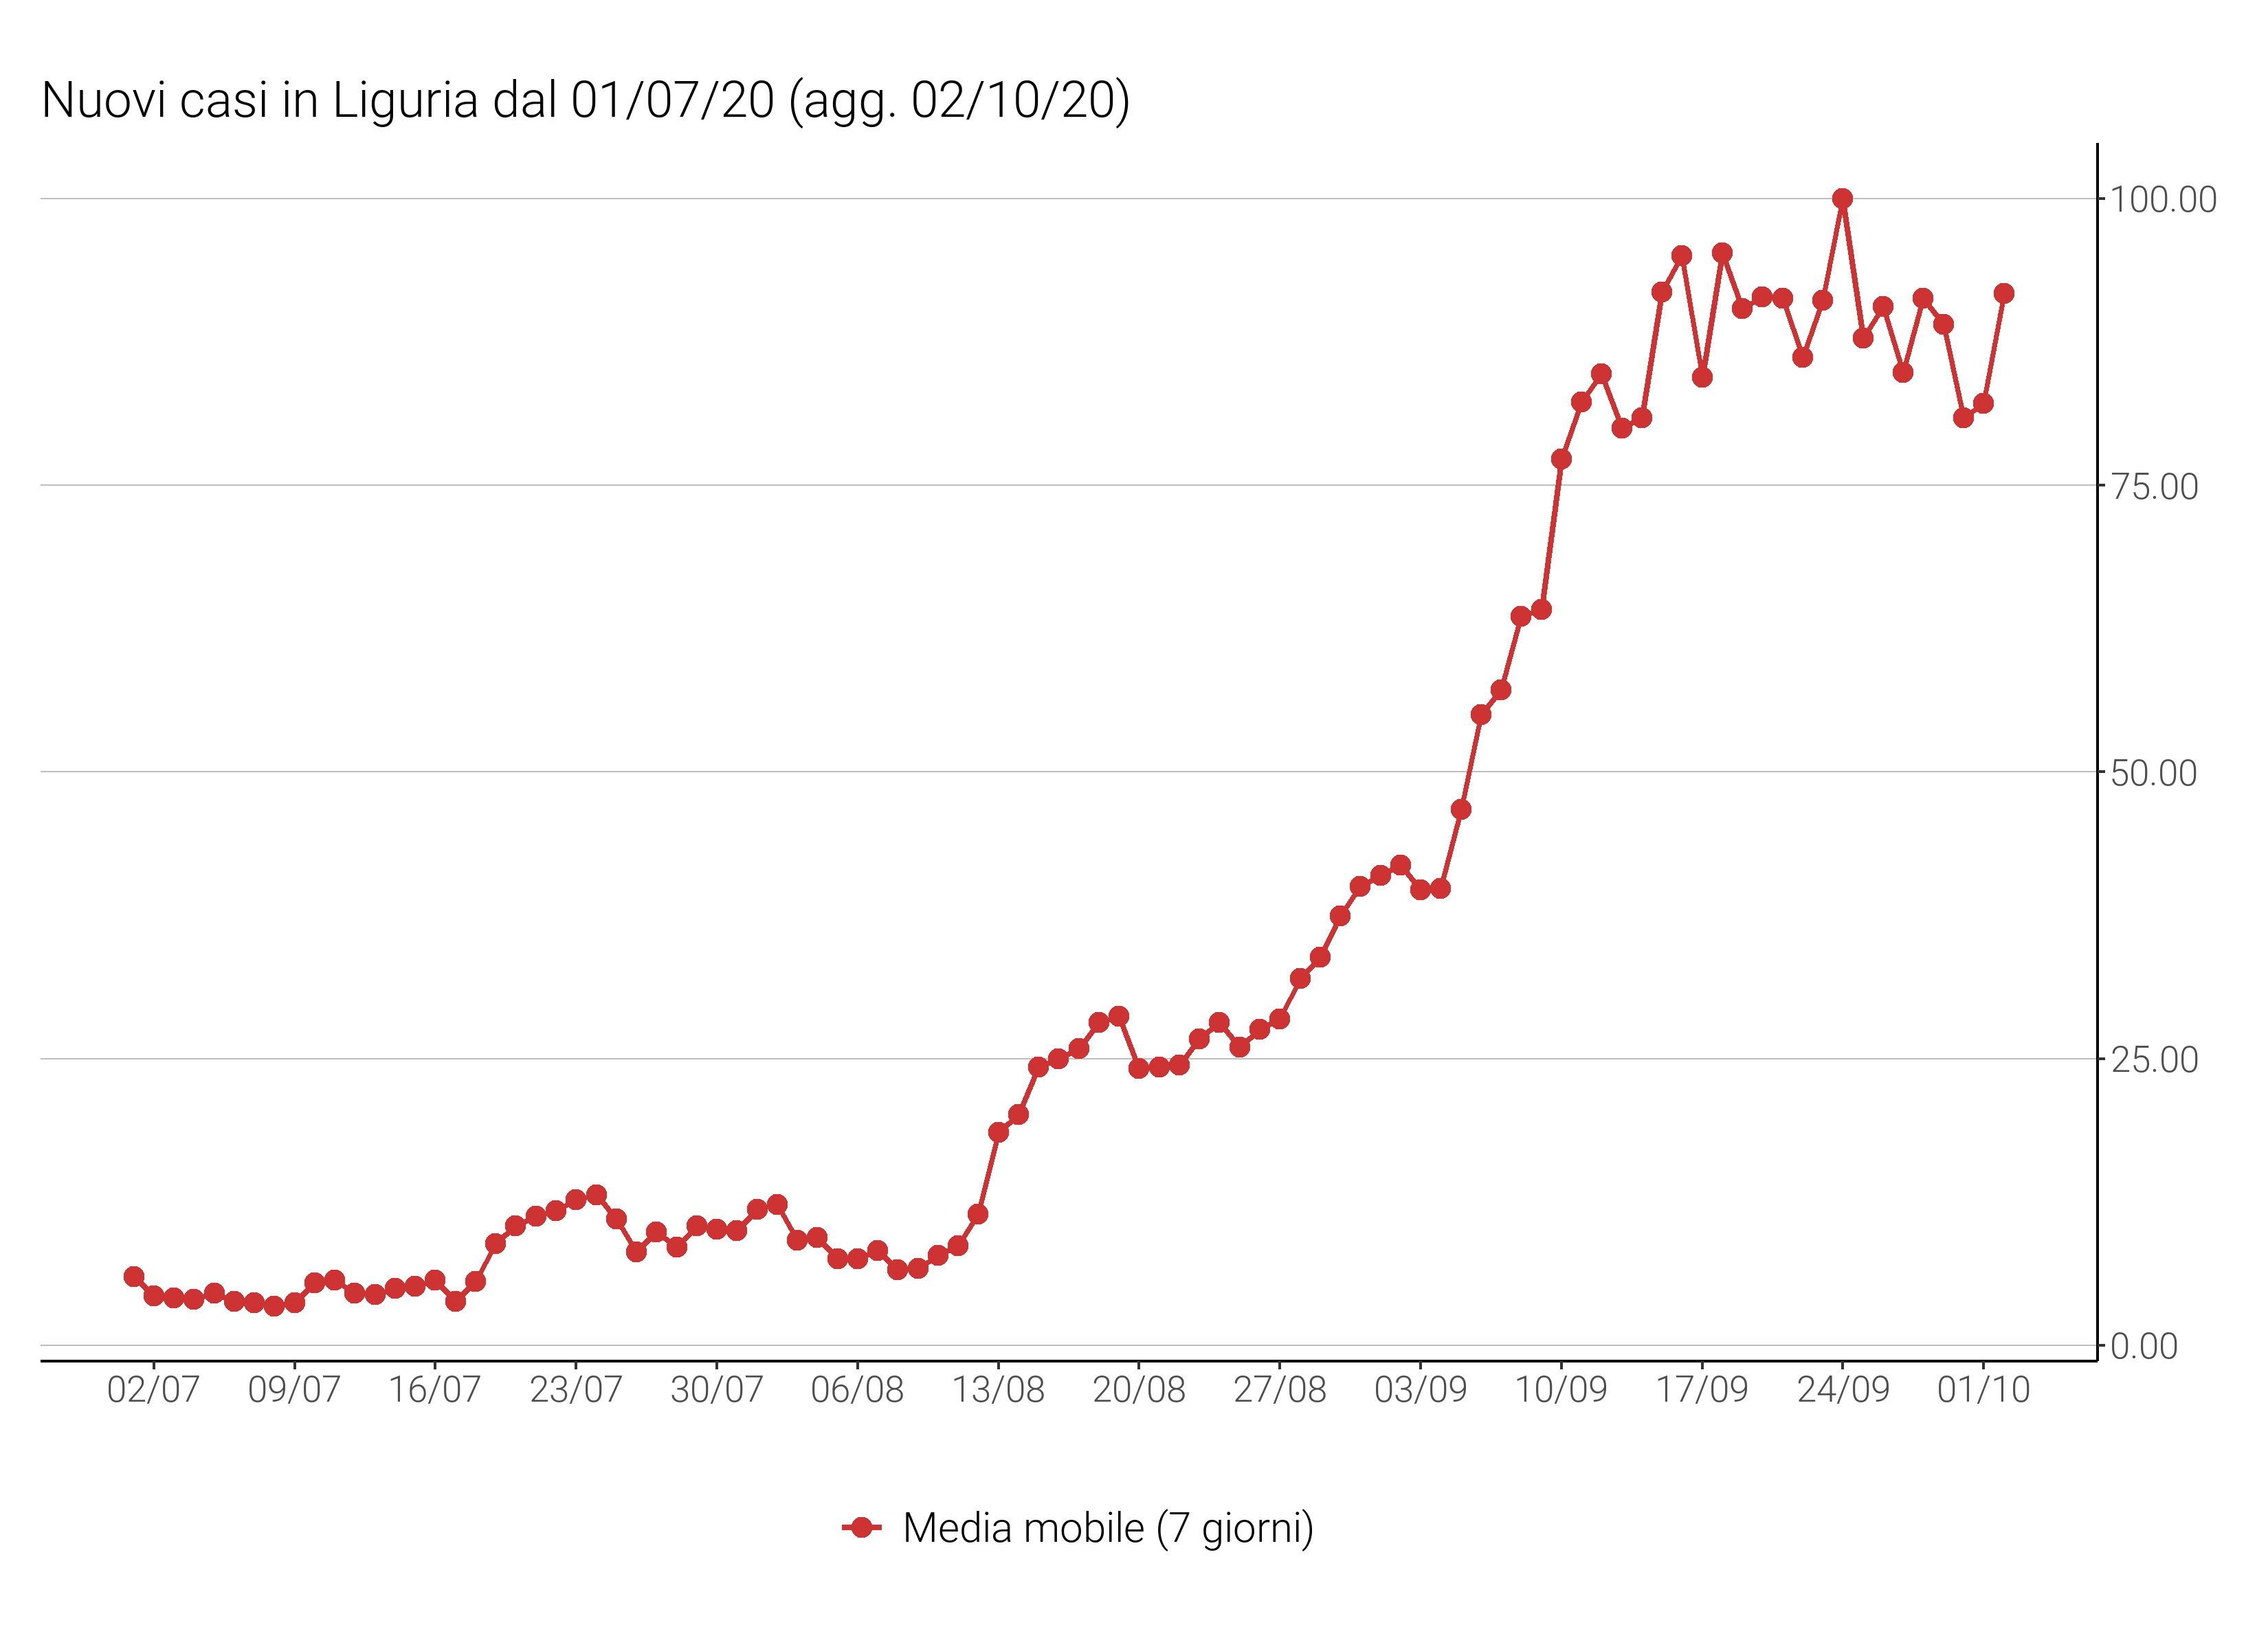 Nuovi casi in Liguria dal 01/07/20 (agg. 02/10/20)
100.00
75.00
50.00
25.00
0.00
02/07 09/07 16/07 23/07 30/07 06/08 13/08 20/08 27/08 03/09 10/09 17/09 24/09 01/10
Media mobile (7 giorni)